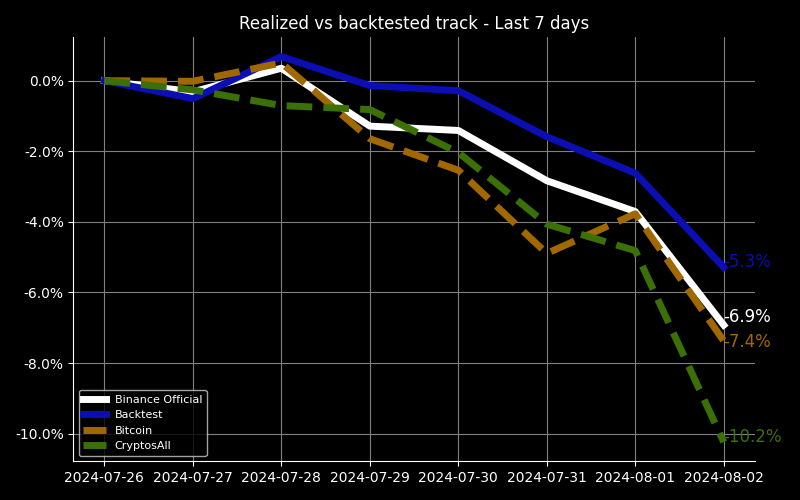 Realized vs backtested track - Last 7 days
0.0%
-2.0%
-4.0%
-6.0%
-8.0%
-10.0%
-5.3%
-6.9%
-7.4%
-10.2%
Binance Official
Backtest
Bitcoin
CryptosAll
2024-07-26 2024-07-27 2024-07-28 2024-07-29 2024-07-30 2024-07-31 2024-08-01 2024-08-02